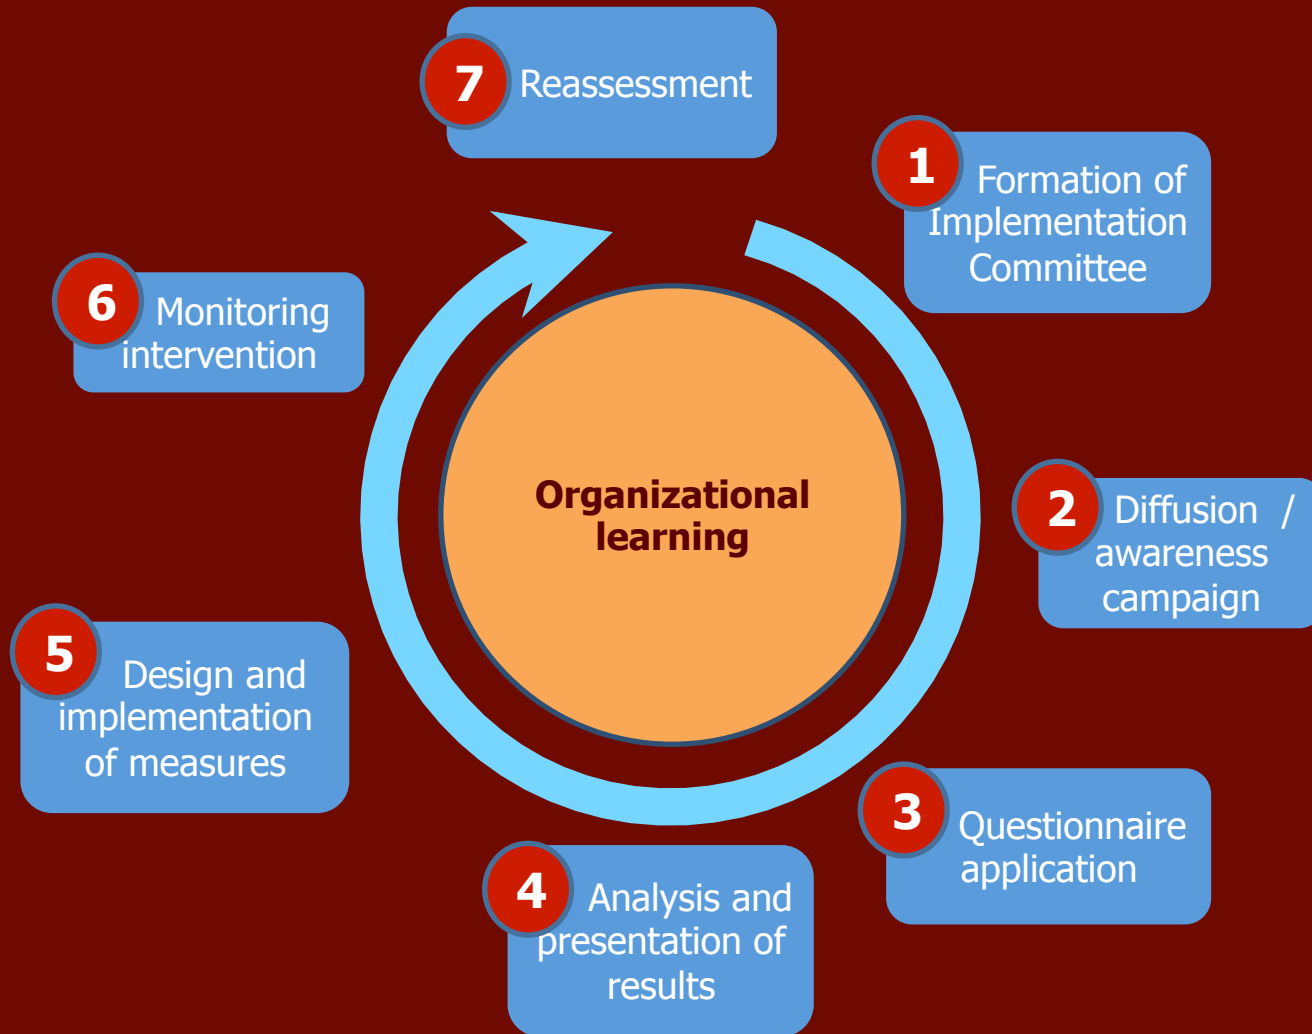 7
Reassessment
1
Formation of
Implementation
Committee
6
Monitoring
intervention
Organizational
learning
2
Diffusion /
awareness
campaign
5
Design and
implementation
of measures
3
Questionnaire
application
4
Analysis and
presentation of
results